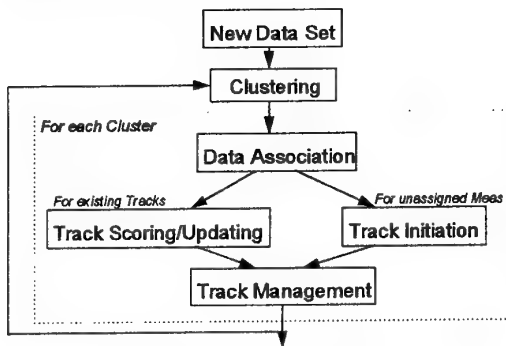 New Data Set
Clustering
For each Cluster
Data Association
For existing Tracks
For unassigned Meas
Track Scoring/Updating
Track Initiation
Track Management